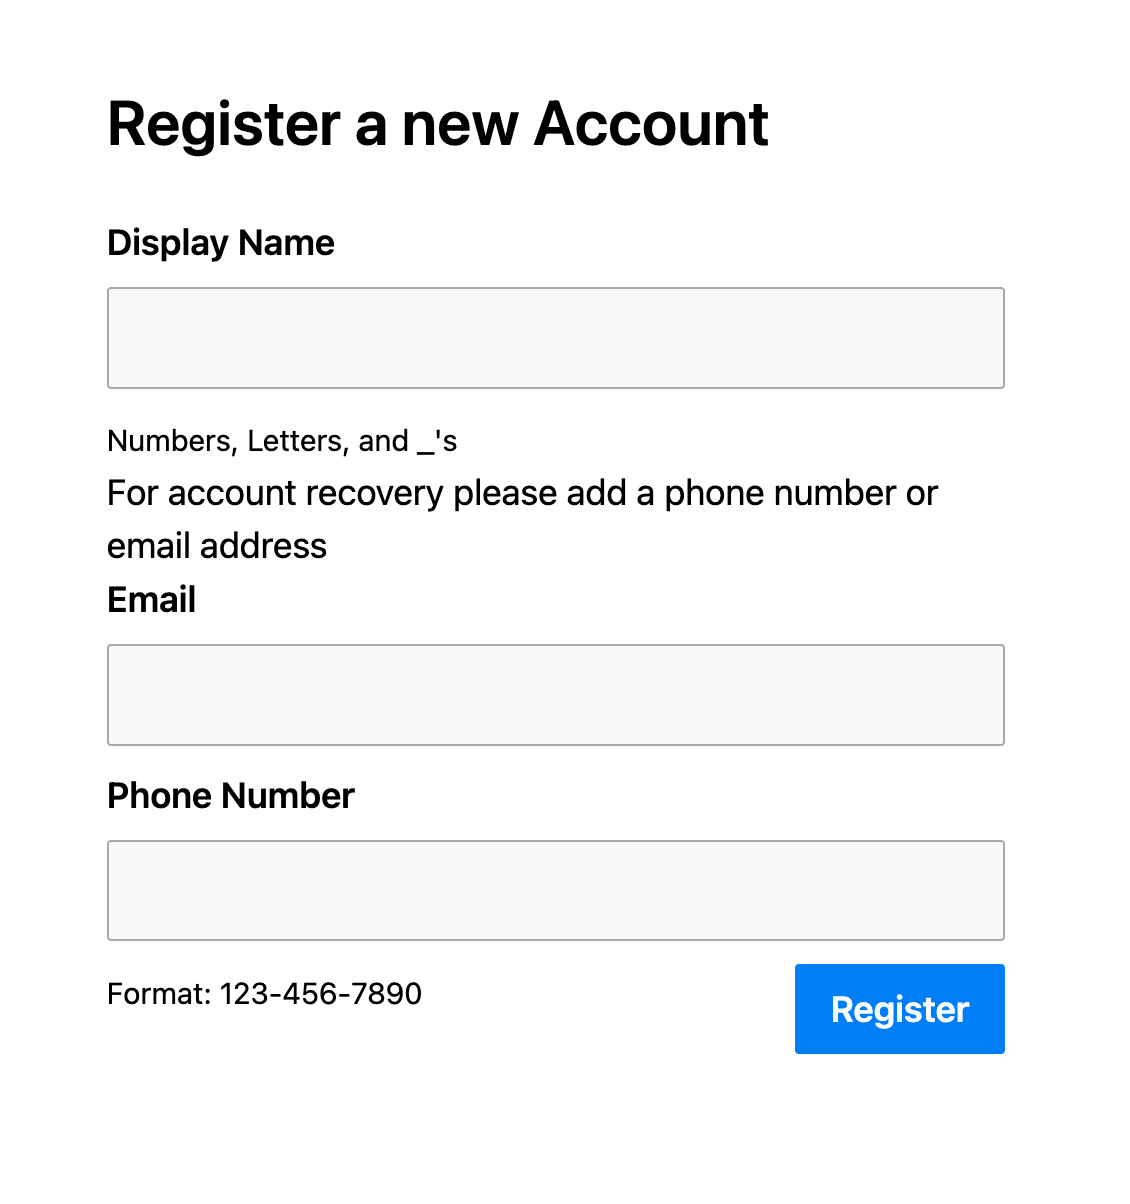 Register a new Account
Display Name
Numbers, Letters, and _'s
For account recovery please add a phone number or
email address
Email
Phone Number
Format: 123-456-7890
Register